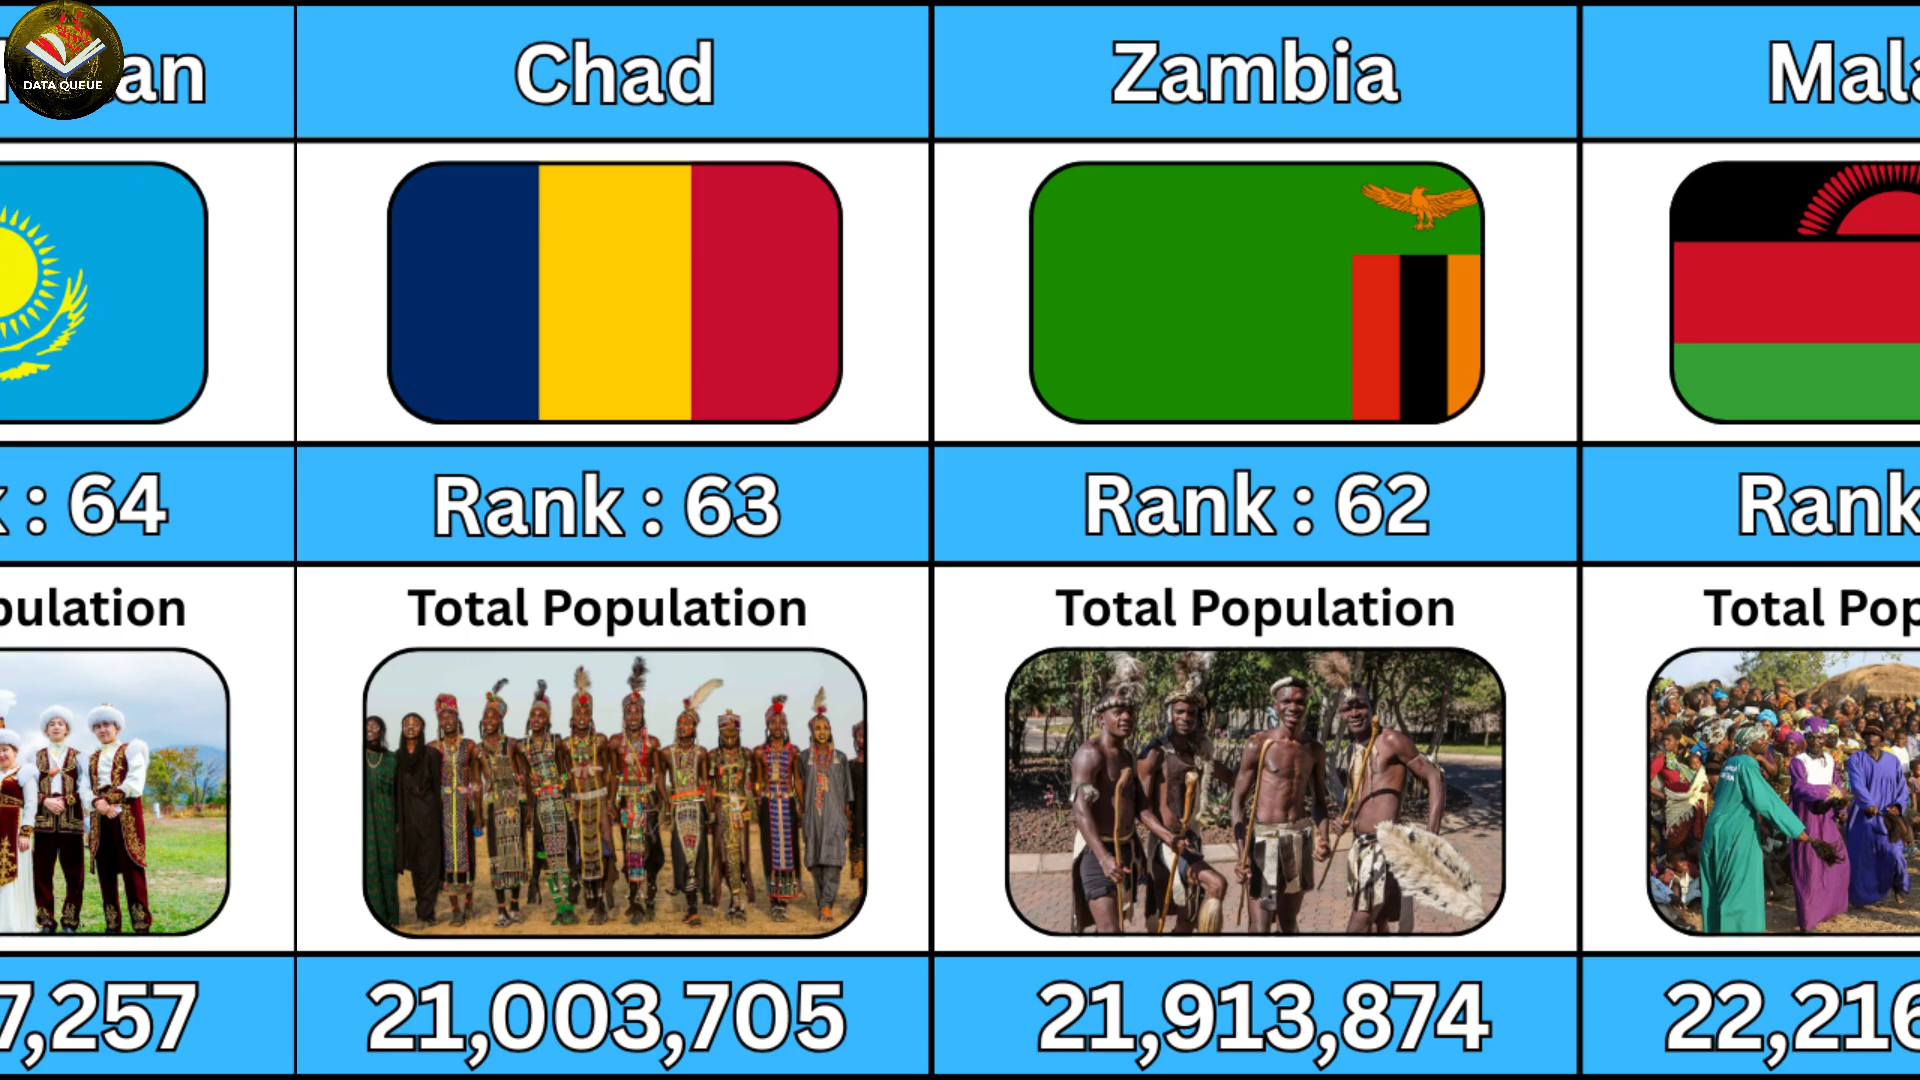 DATA QUEUE
an
Chad
Zambia
Mala
: 64
Rank : 63
Rank : 62
Rank
pulation
Total Population
Total Population
Total Pop
7,257
21,003,705
21,913,874
22,216